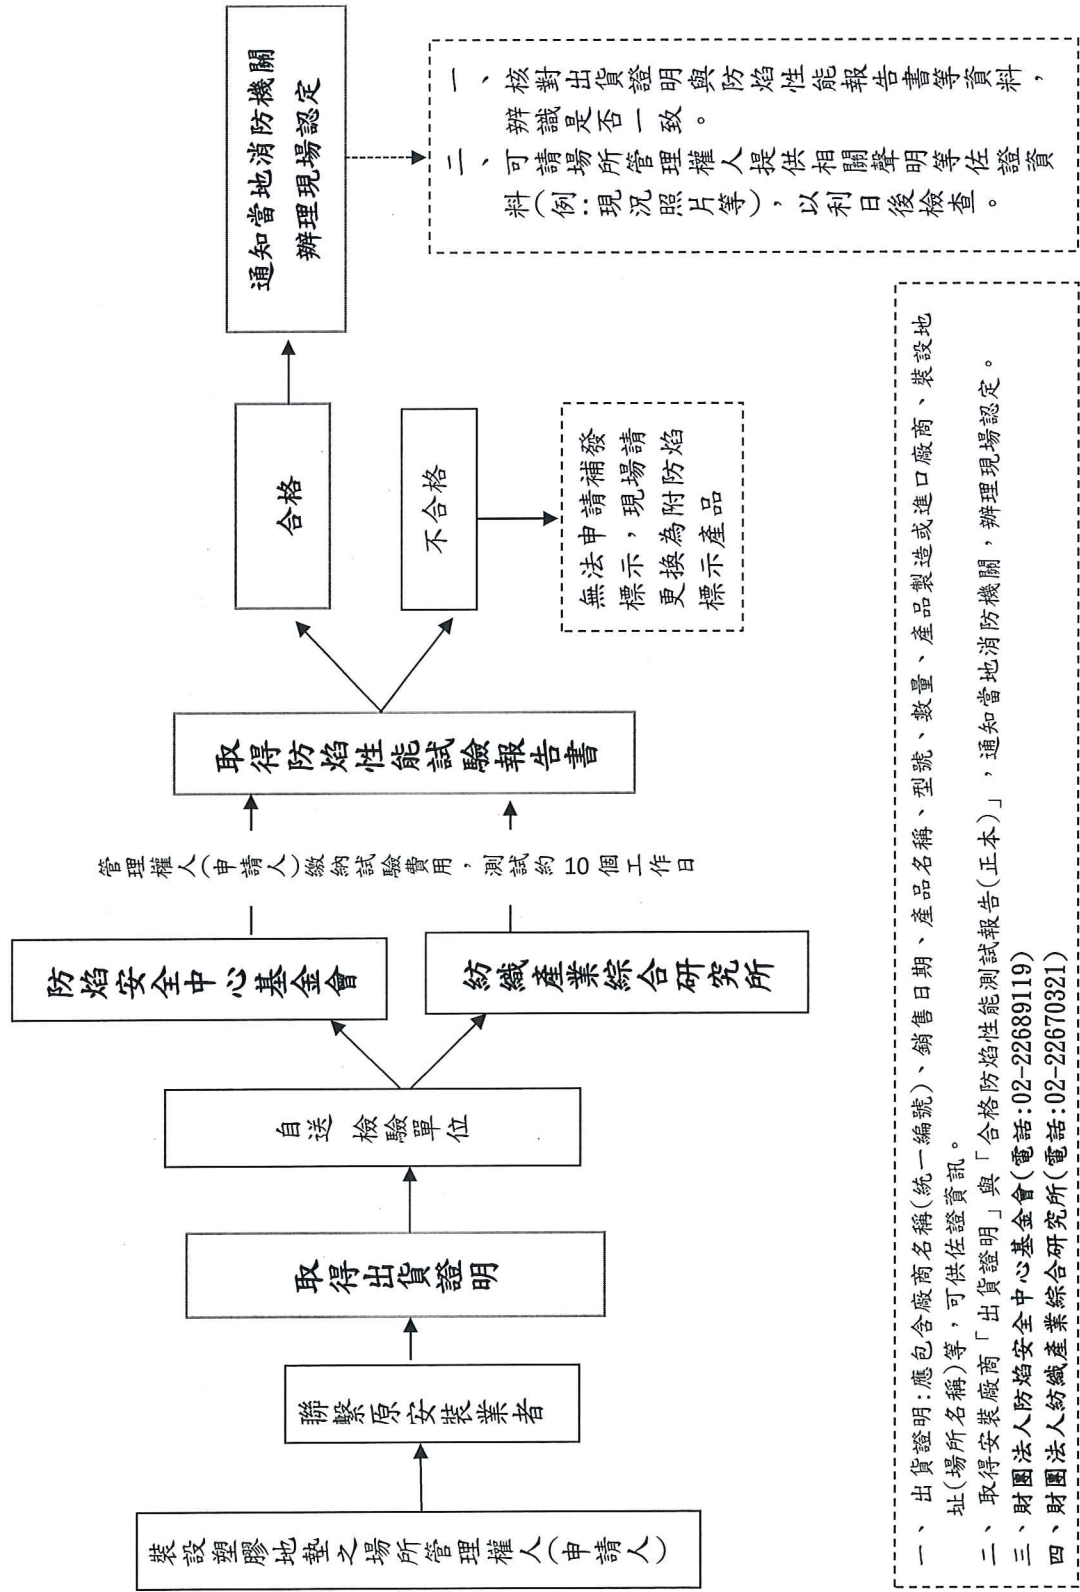 裝設塑膠地墊之場所管理權人(申請人)
聯繫原安裝業者
取得出貨證明
自送 檢驗單位
防焰安全中心基金會
紡織產業綜合研究所
管理權人(申請人)繳納試驗費用，測試約 10 個工作日
取得防焰性能試驗報告書
合格
不合格
無法申請補發
標示，現場請
更換為附防焰
標示產品
通知當地消防機關
辦理現場認定
一、核對出貨證明與防焰性能報告書等資料，
辨識是否一致。
二、可請場所管理權人提供相關聲明等佐證資
料(例:現況照片等)，以利日後檢查。
一、出貨證明:應包含廠商名稱(統一編號)、銷售日期、產品名稱、型號、數量、產品製造或進口廠商、裝設地
址(場所名稱)等，可供佐證資訊。
二、取得安裝廠商「出貨證明」與「合格防焰性能測試報告(正本)」，通知當地消防機關，辦理現場認定。
三、財團法人防焰安全中心基金會(電話:02-22689119)
四、財團法人紡織產業綜合研究所(電話:02-22670321)